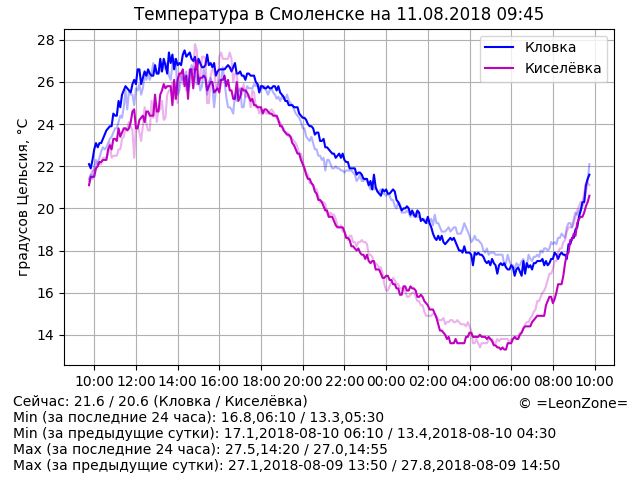 Температура в Смоленске на 11.08.2018 09:45
Кловка
Киселёвка
градусов Цельсия, °C
28
26
24
22
20
18
16
14
10:00 12:00 14:00 16:00 18:00 20:00 22:00 00:00 02:00 04:00 06:00 08:00 10:00
Сейчас: 21.6 / 20.6 (Кловка / Киселёвка)
© =LeonZone=
Min (за последние 24 часа): 16.8,06:10 / 13.3,05:30
Min (за предыдущие сутки): 17.1,2018-08-10 06:10 / 13.4,2018-08-10 04:30
Max (за последние 24 часа): 27.5,14:20 / 27.0,14:55
Max (за предыдущие сутки): 27.1,2018-08-09 13:50 / 27.8,2018-08-09 14:50